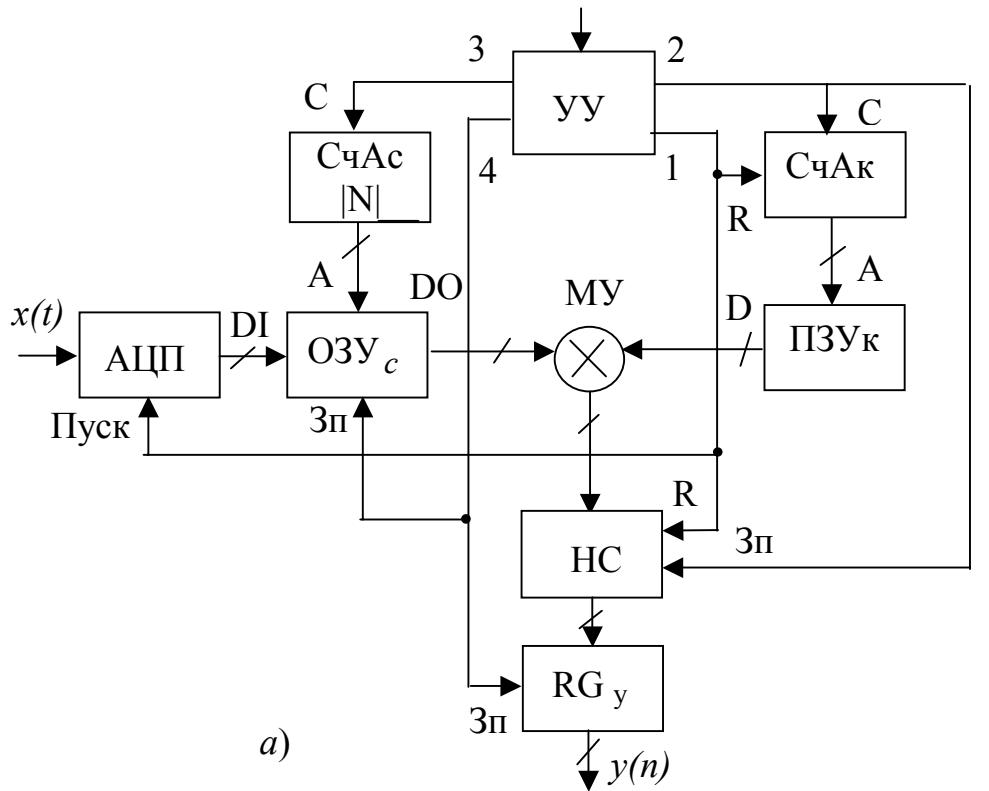 3
2
УУ
C
C
СчАс
|N|
4
1
СчАк
R
A
A
DO
МУ
x(t)
DI
D
АЦП
ОЗУ c
ПЗУк
Пуск
Зп
R
Зп
НС
RG y
Зп
а)
y(n)